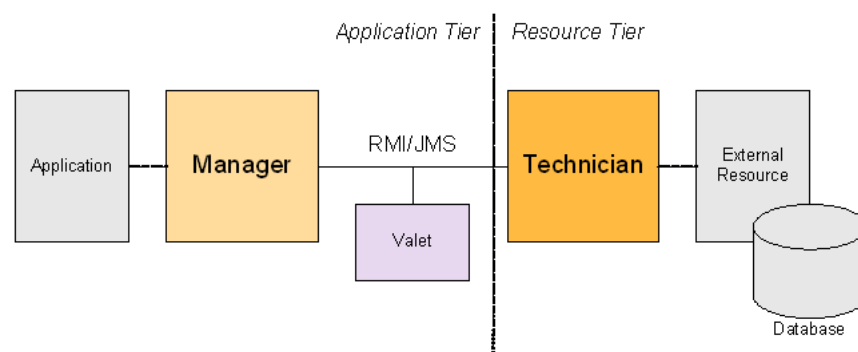 Application Tier
Resource Tier
Application
Manager
RMI/JMS
Valet
Technician
External
Resource
Database